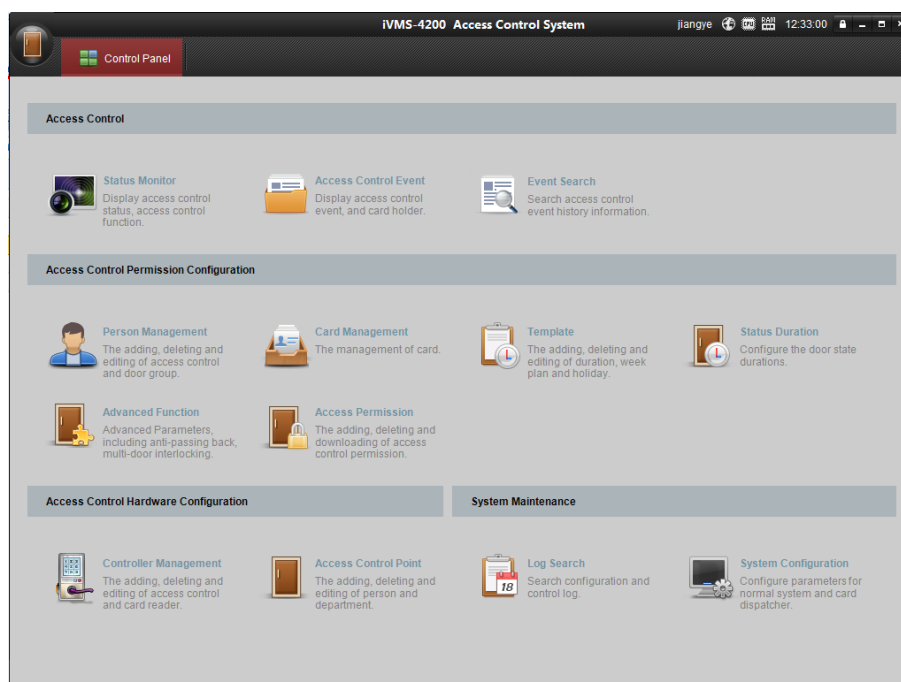 iVMS-4200 Access Control System
jiangye
CPU
RAM
12:33:00
Control Panel
Access Control
Status Monitor
Display access control
status, access control
function.
Access Control Event
Display access control
event, and card holder.
Event Search
Search access control
event history information.
Access Control Permission Configuration
Person Management
The adding, deleting and
editing of access control
and door group.
Card Management
The management of card.
Template
The adding, deleting and
editing of duration, week
plan and holiday.
Status Duration
Configure the door state
durations.
Advanced Function
Advanced Parameters,
including anti-passing back,
multi-door interlocking.
Access Permission
The adding, deleting and
downloading of access
control permission.
Access Control Hardware Configuration
System Maintenance
Controller Management
The adding, deleting and
editing of access control
and card reader.
Access Control Point
The adding, deleting and
editing of person and
department.
18
Log Search
Search configuration and
control log.
System Configuration
Configure parameters for
normal system and card
dispatcher.